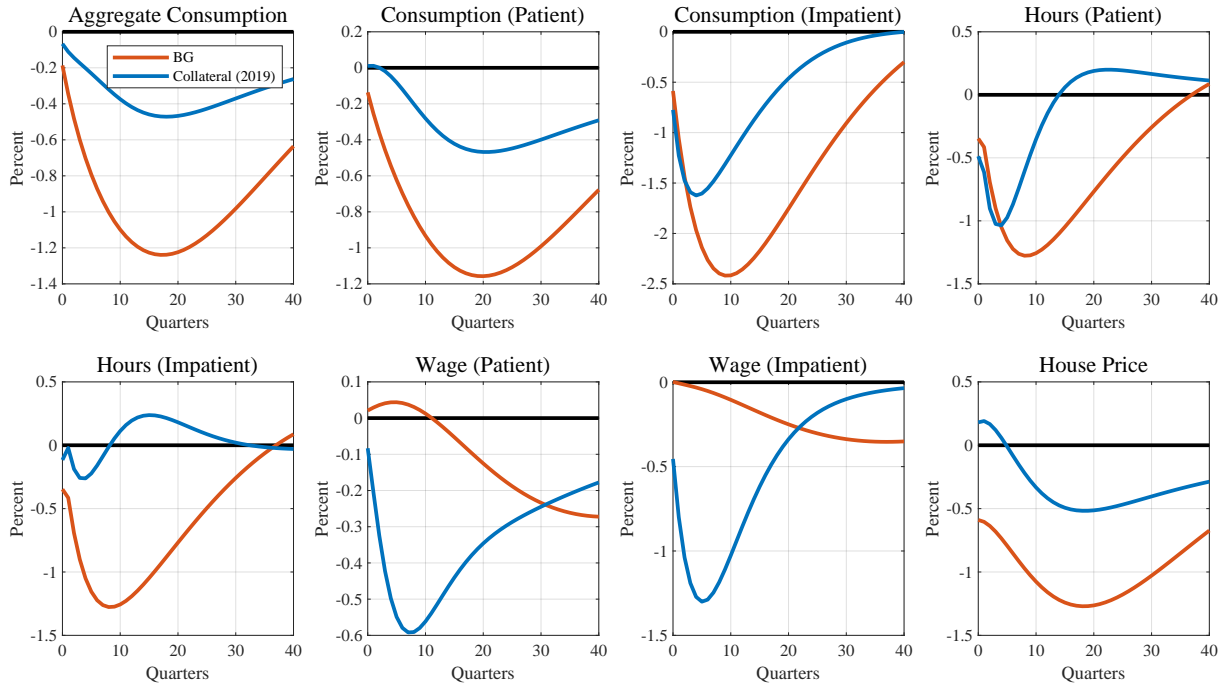 Aggregate Consumption
0
-0.2
-0.4
-0.6
-0.8
-1
-1.2
-1.4
Percent
BG
Collateral (2019)
0 10 20 30 40
Quarters
Consumption (Patient)
0.2
0
-0.2
-0.4
-0.6
-0.8
-1
-1.2
Percent
0 10 20 30 40
Quarters
Consumption (Impatient)
0
-0.5
-1
-1.5
-2
-2.5
Percent
0 10 20 30 40
Quarters
Hours (Patient)
0.5
0
-0.5
-1
-1.5
Percent
0 10 20 30 40
Quarters
Hours (Impatient)
0.5
0
-0.5
-1
-1.5
Percent
0 10 20 30 40
Quarters
Wage (Patient)
0.1
0
-0.1
-0.2
-0.3
-0.4
-0.5
-0.6
Percent
0 10 20 30 40
Quarters
Wage (Impatient)
0
-0.5
-1
-1.5
Percent
0 10 20 30 40
Quarters
House Price
0.5
0
-0.5
-1
-1.5
Percent
0 10 20 30 40
Quarters